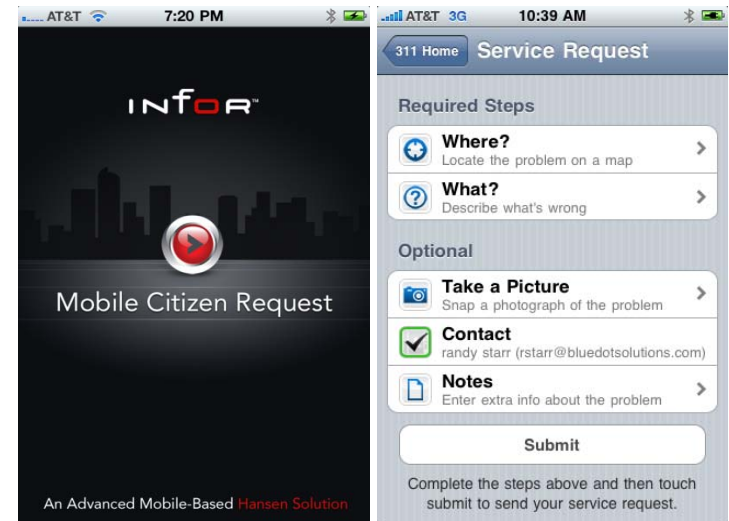 AT&T 7:20 PM
INFOR™
Mobile Citizen Request
An Advanced Mobile-Based Hansen Solution
AT&T 3G 10:39 AM
311 Home Service Request
Required Steps
Where?
Locate the problem on a map
What?
Describe what's wrong
Optional
Take a Picture
Snap a photograph of the problem
Contact
randy starr (rstarr@bluedotsolutions.com)
Notes
Enter extra info about the problem
Submit
Complete the steps above and then touch
submit to send your service request.